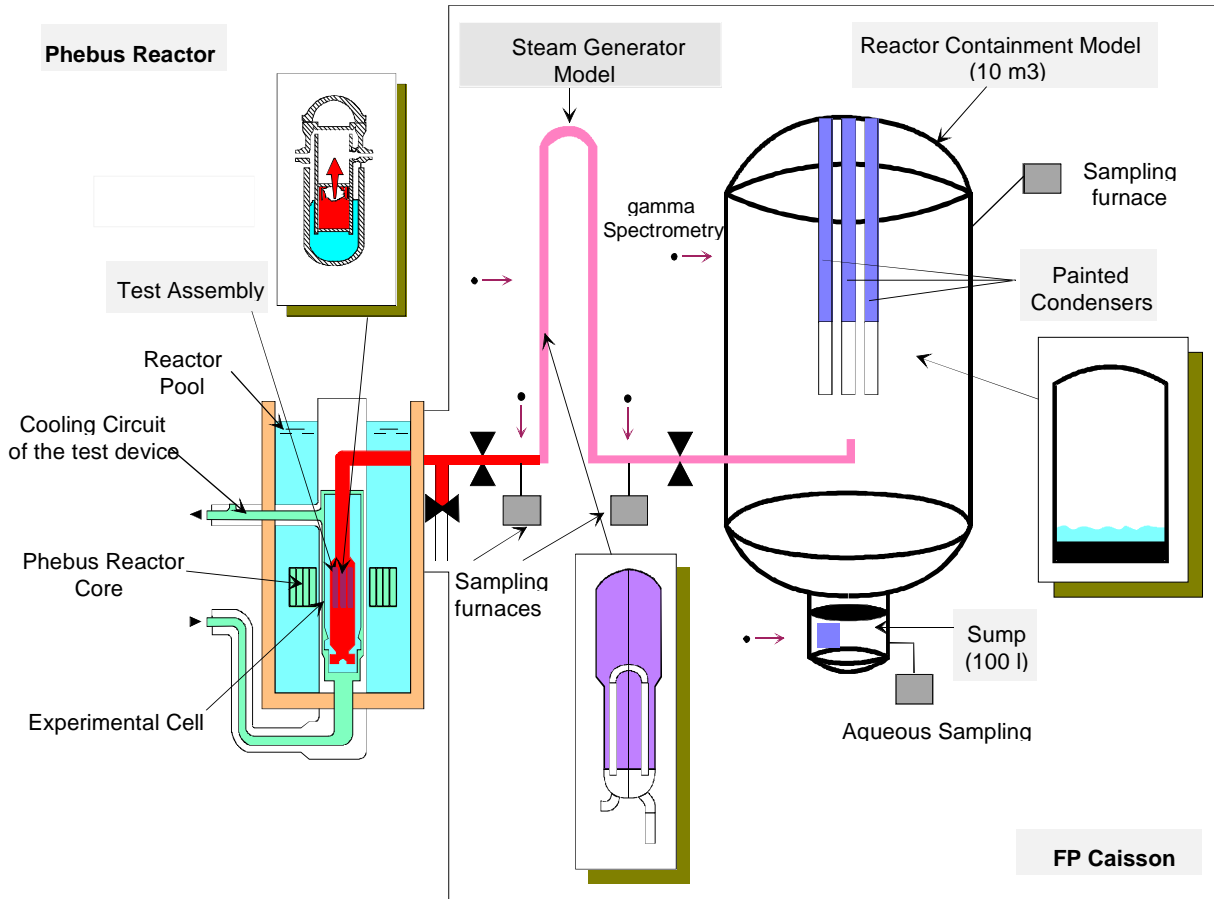 Phebus Reactor
Steam Generator
Model
Reactor Containment Model
(10 m3)
Sampling
furnace
gamma
Spectrometry
Painted
Condensers
Test Assembly
Reactor
Pool
Cooling Circuit
of the test device
Phebus Reactor
Core
Sampling
furnaces
Sump
(100 l)
Experimental Cell
Aqueous Sampling
FP Caisson